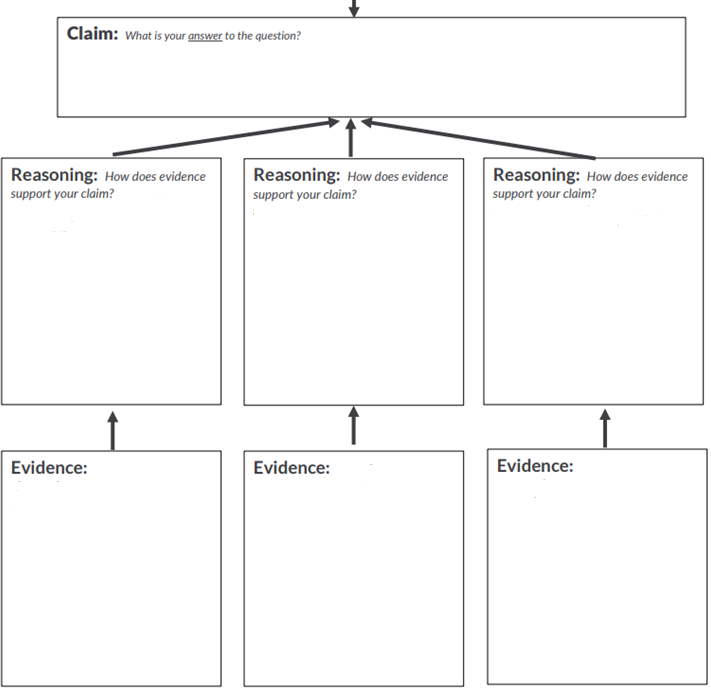 Claim: What is your answer to the question?
Reasoning: How does evidence
support your claim?
Reasoning: How does evidence
support your claim?
Reasoning: How does evidence
support your claim?
Evidence:
Evidence:
Evidence: